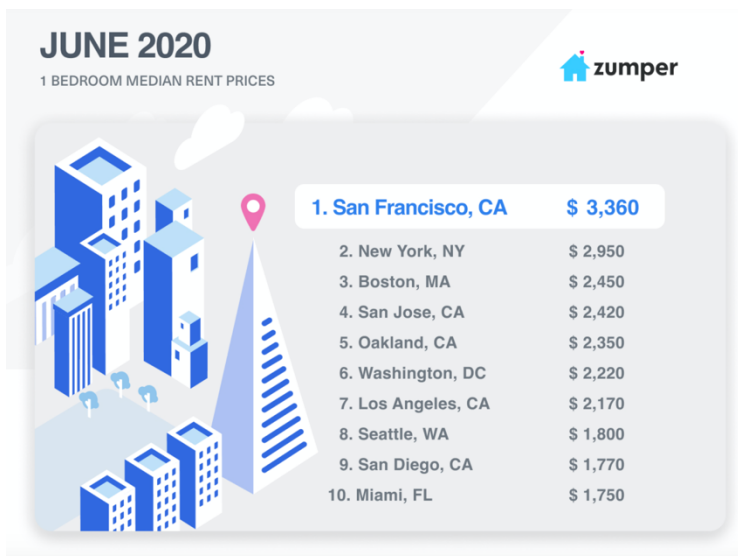 JUNE 2020
1 BEDROOM MEDIAN RENT PRICES
zumper
1. San Francisco, CA $ 3,360
2. New York, NY $ 2,950
3. Boston, MA $ 2,450
4. San Jose, CA $ 2,420
5. Oakland, CA $ 2,350
6. Washington, DC $ 2,220
7. Los Angeles, CA $ 2,170
8. Seattle, WA $ 1,800
9. San Diego, CA $ 1,770
10. Miami, FL $ 1,750